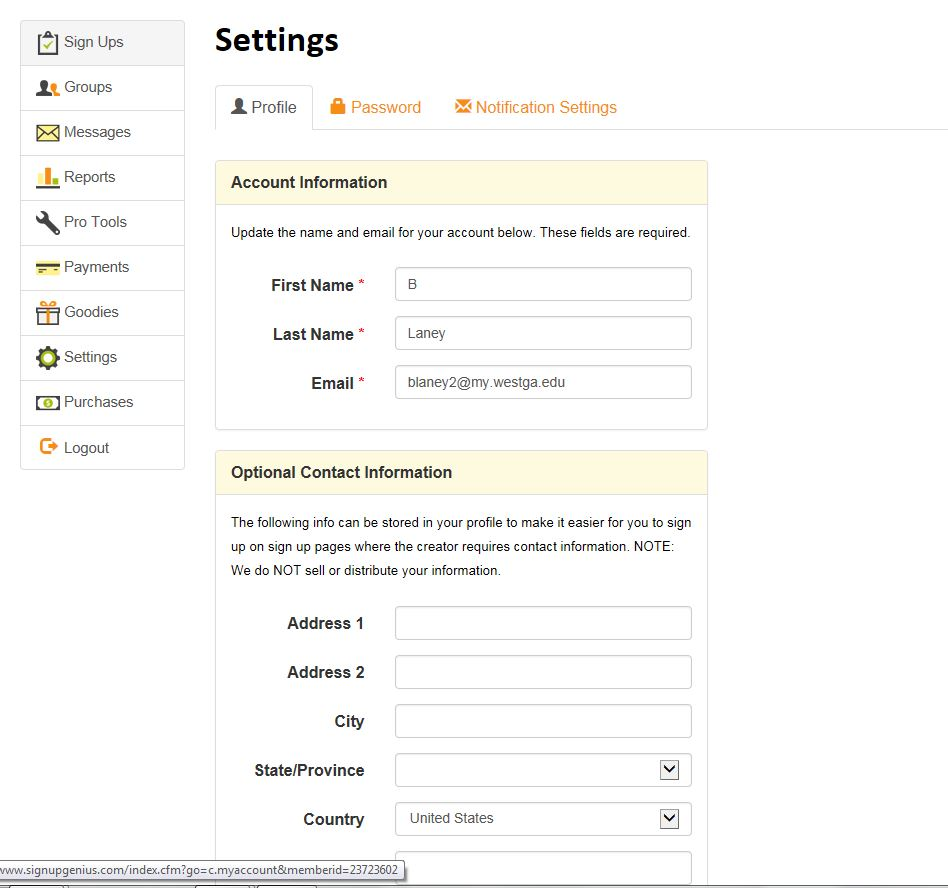 Sign Ups
Groups
Messages
Reports
Pro Tools
Payments
Goodies
Settings
Purchases
Logout
Settings
Profile
Password
Notification Settings
Account Information
Update the name and email for your account below. These fields are required.
First Name * B
Last Name * Laney
Email * blaney2@my.westga.edu
Optional Contact Information
The following info can be stored in your profile to make it easier for you to sign
up on sign up pages where the creator requires contact information. NOTE:
We do NOT sell or distribute your information.
Address 1
Address 2
City
State/Province
Country United States
www.signupgenius.com/index.cfm?go=c.myaccount&memberid=23723602